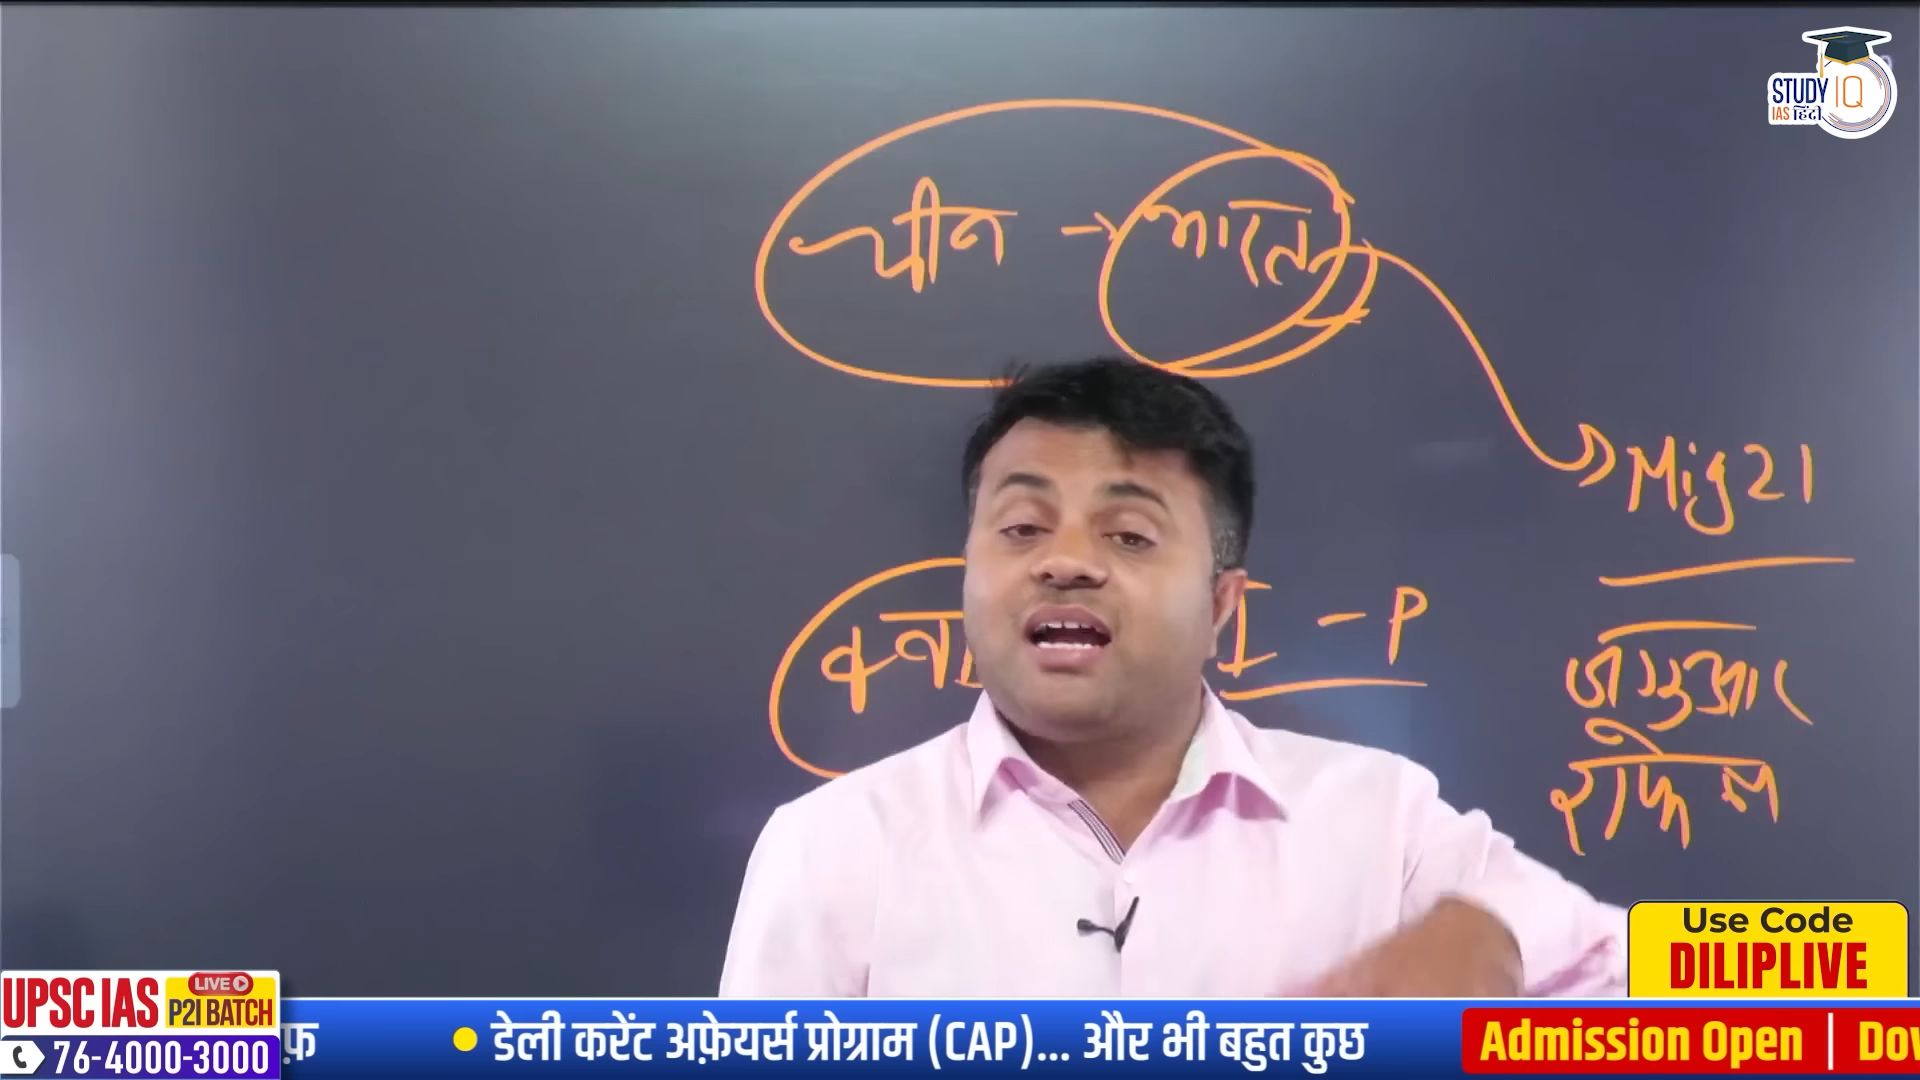 STUDY IQ
IAS हिंदी
चीन → भारत
Mig 21
I - P
जगुआर
राफेल
Use Code
DILIPLIVE
UPSC IAS
LIVE
P2I BATCH
76-4000-3000
डेली करेंट अफ़ेयर्स प्रोग्राम (CAP)... और भी बहुत कुछ
Admission Open |